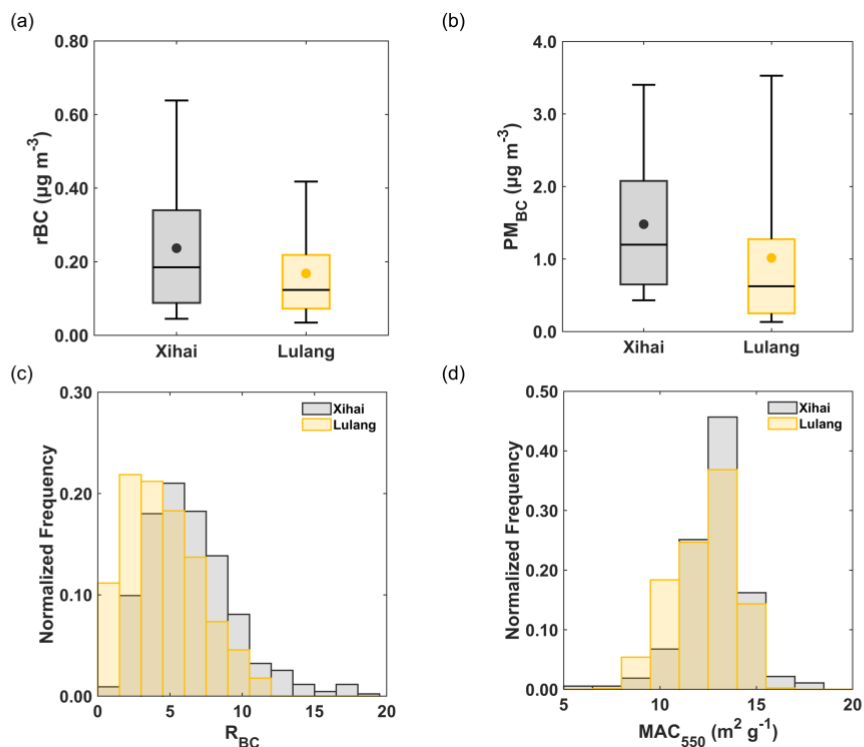 (a)
(b)
0.80
0.60
0.40
0.20
0.00
rBC (µg m⁻³)
Xihai
Lulang
4.0
3.0
2.0
1.0
0.0
PM_BC (µg m⁻³)
Xihai
Lulang
(c)
(d)
0.30
0.20
0.10
0.00
Normalized Frequency
Xihai
Lulang
0
5
10
15
20
R_BC
0.50
0.40
0.30
0.20
0.10
0.00
Normalized Frequency
Xihai
Lulang
5
10
15
20
MAC₅₅₀ (m² g⁻¹)